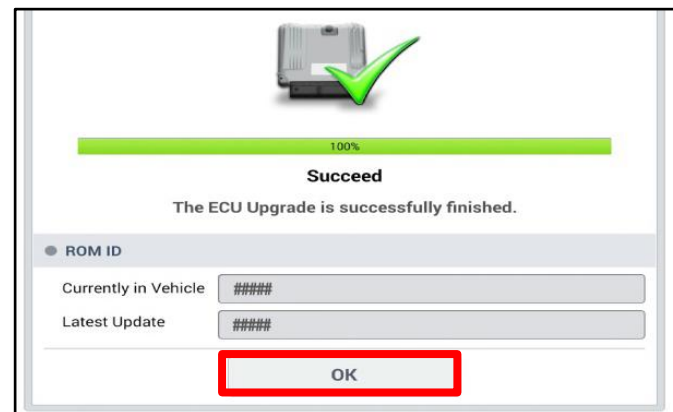 100%
Succeed
The ECU Upgrade is successfully finished.
ROM ID
Currently in Vehicle #####
Latest Update #####
OK